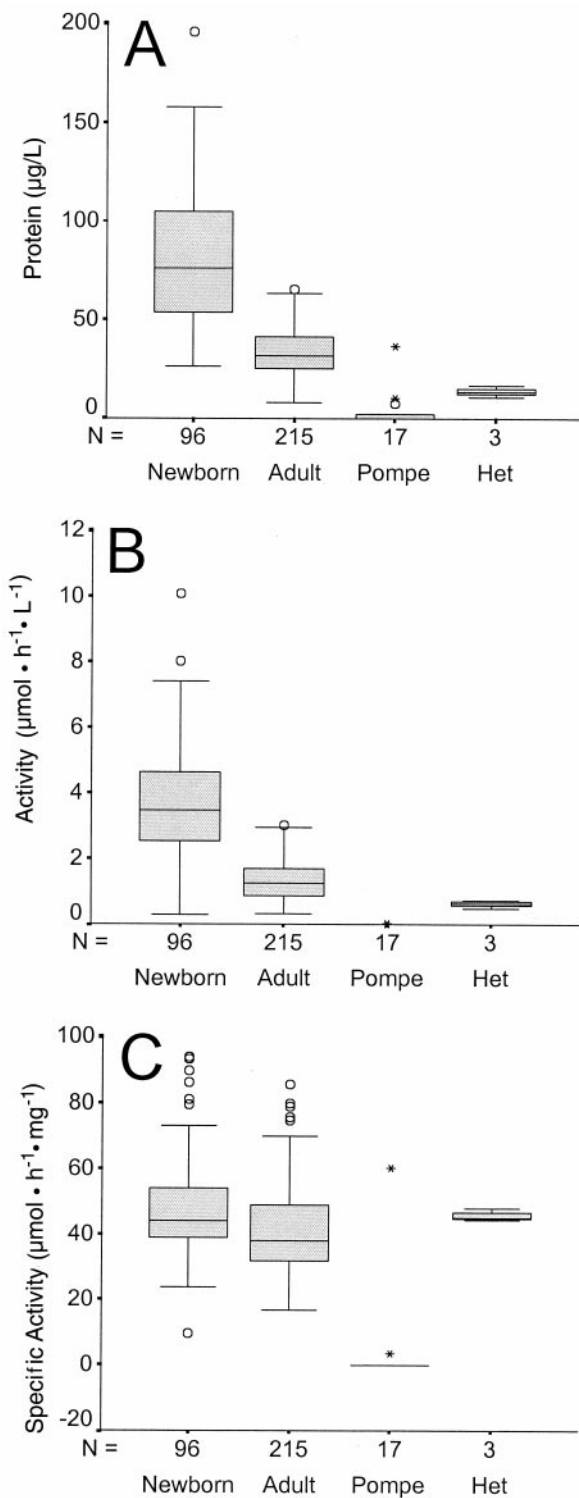 A
Protein (µg/L)
200
150
100
50
0
N = 96 215 17 3
Newborn Adult Pompe Het
B
Activity (µmol • h⁻¹• L⁻¹)
12
10
8
6
4
2
0
N = 96 215 17 3
Newborn Adult Pompe Het
C
Specific Activity (µmol • h⁻¹•mg⁻¹)
100
80
60
40
20
0
-20
N = 96 215 17 3
Newborn Adult Pompe Het